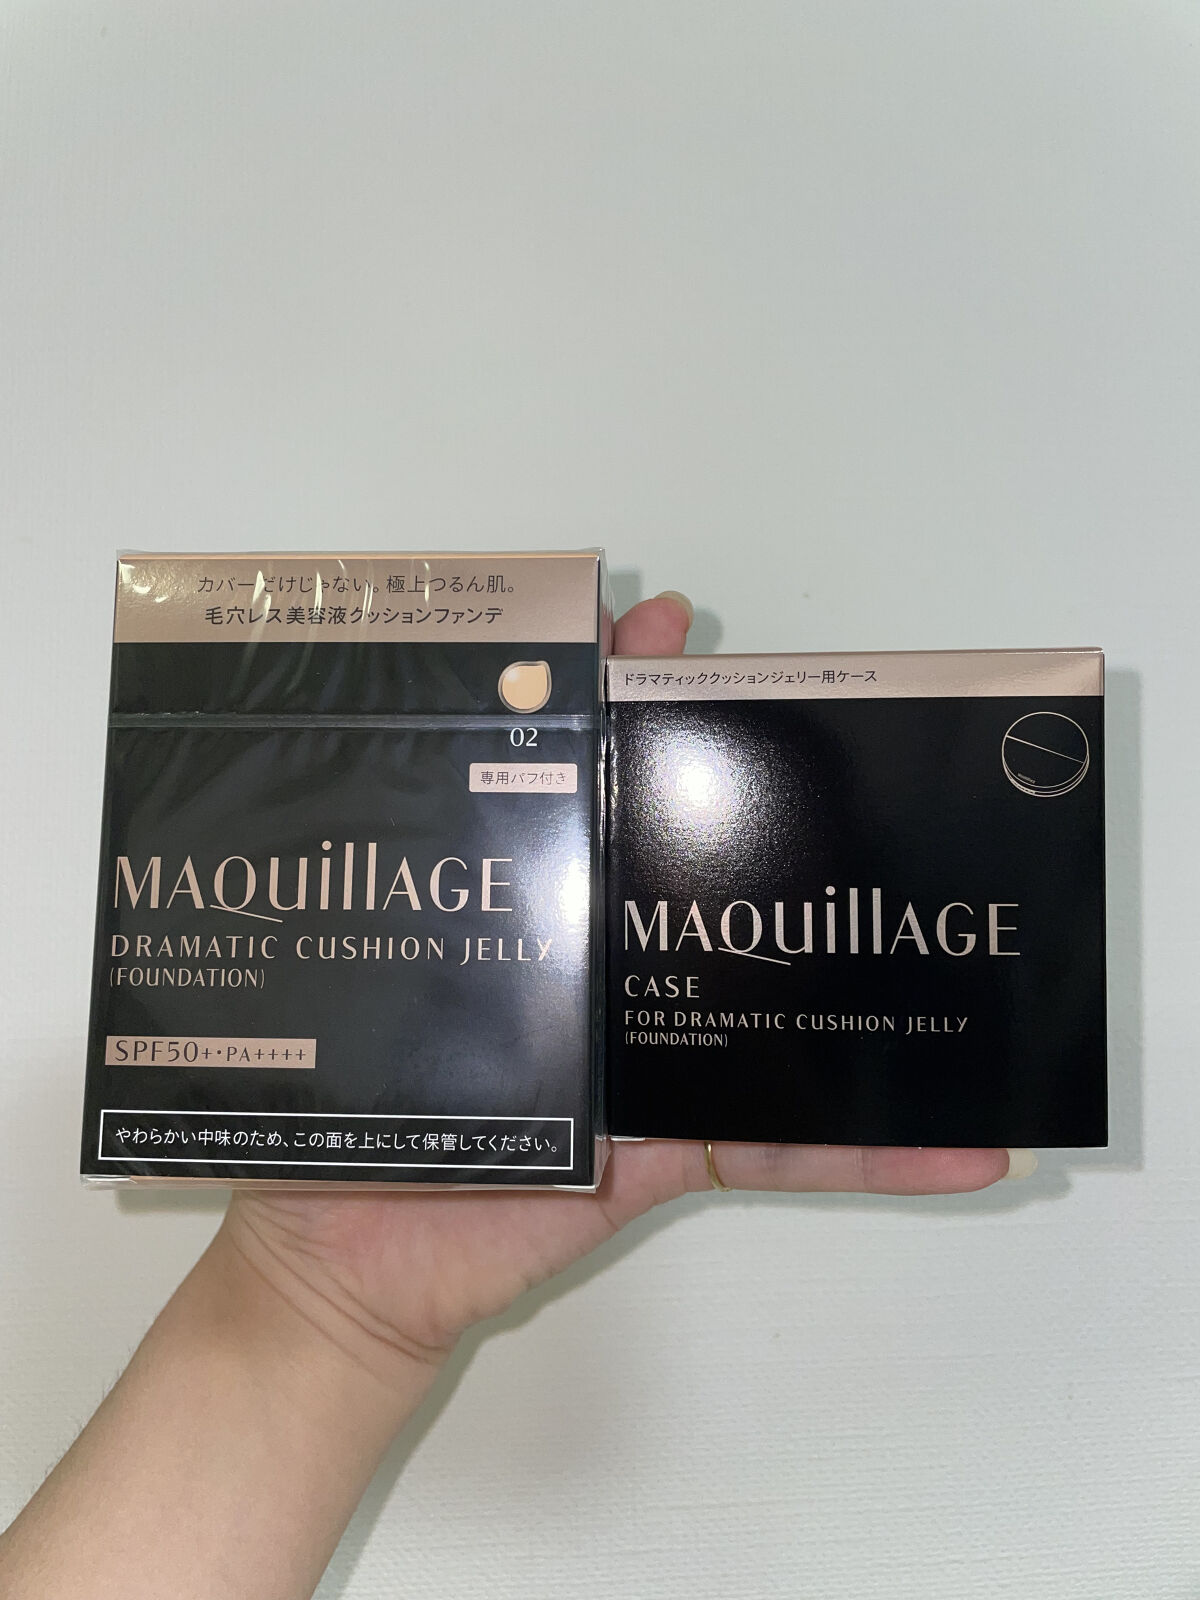 カバーだけじゃない。極上つるん肌。
毛穴レス美容液クッションファンデ
02
専用パフ付き
MAQuillAGE
DRAMATIC CUSHION JELLY
(FOUNDATION)
SPF50+・PA++++
やわらかい中味のため、この面を上にして保管してください。
ドラマティッククッションジェリー用ケース
MAQuillAGE
CASE
FOR DRAMATIC CUSHION JELLY
(FOUNDATION)